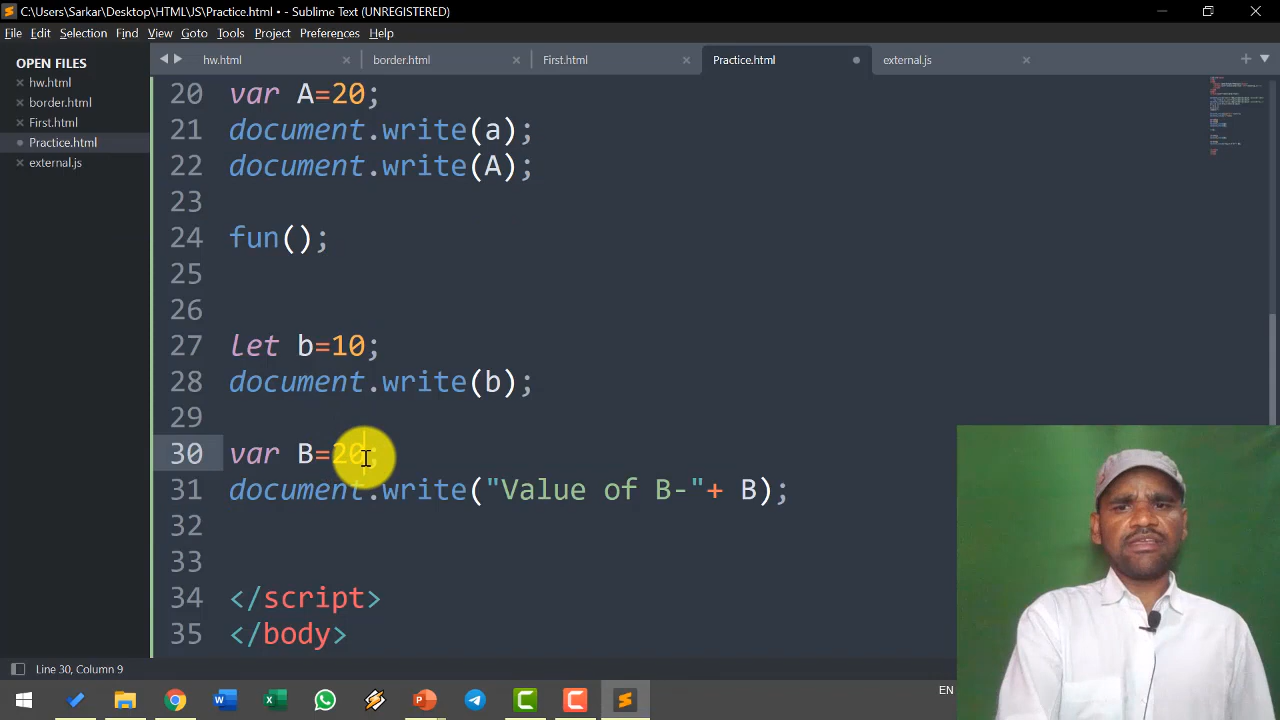 C:\Users\Sarkar\Desktop\HTML\JS\Practice.html • - Sublime Text (UNREGISTERED)
File Edit Selection Find View Goto Tools Project Preferences Help
OPEN FILES
hw.html
border.html
First.html
Practice.html
external.js
hw.html border.html First.html Practice.html external.js
20 var A=20;
21 document.write(a);
22 document.write(A);
23
24 fun();
25
26
27 let b=10;
28 document.write(b);
29
30 var B=20;
31 document.write("Value of B-"+ B);
32
33
34 </script>
35 </body>
Line 30, Column 9
EN